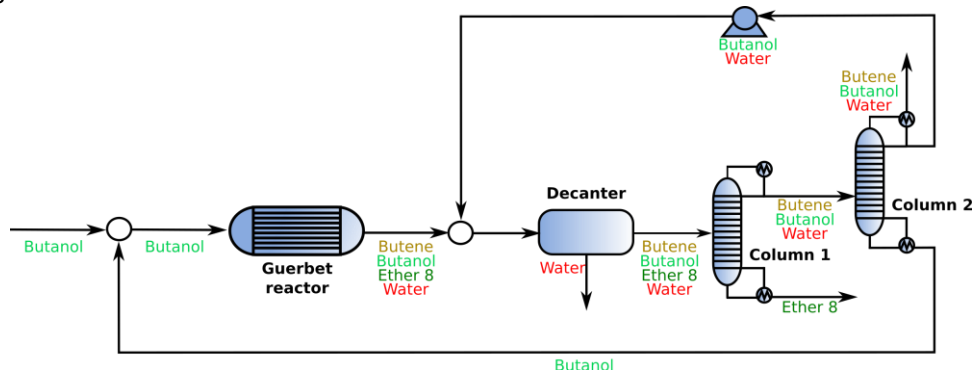 Butanol
Water
Butene
Butanol
Water
Decanter
Column 2
Butene
Butanol
Water
Butanol
Butanol
Butene
Butanol
Ether 8
Water
Guerbet
reactor
Water
Butene
Butanol
Ether 8
Water
Column 1
Ether 8
Butanol